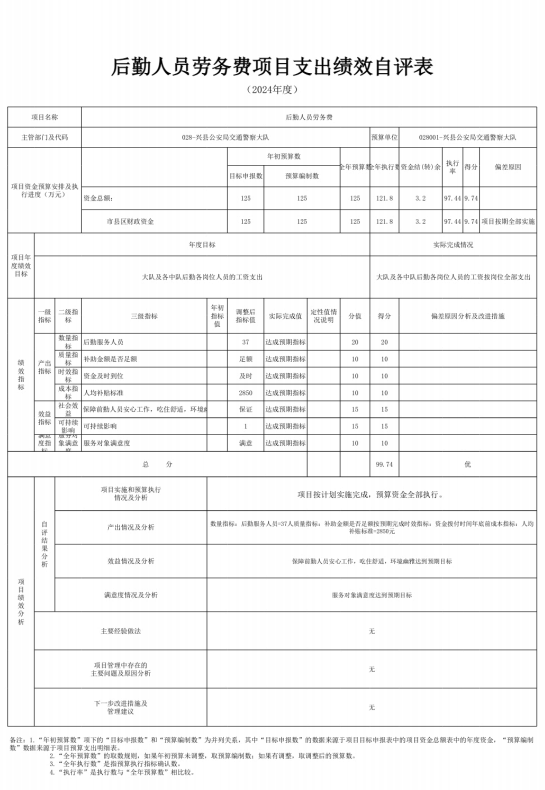 后勤人员劳务费项目支出绩效自评表
（2024年度）
项目名称 后勤人员劳务费
主管部门及代码 028-兴县公安局交通警察大队 预算单位 028001-兴县公安局交通警察大队
项目资金预算安排及执行进度（万元） 年初预算数 全年预算数 全年执行数 资金结(转)余 执行率 得分 偏差原因
目标申报数 预算编制数
资金总额： 125 125 125 121.8 3.2 97.44 9.74
市县区财政资金 125 125 125 121.8 3.2 97.44 9.74 项目按期全部实施
项目年度绩效目标 年度目标 实际完成情况
大队及各中队后勤各岗位人员的工资支出 大队及各中队后勤各岗位人员的工资按岗位全部支出
绩效指标 一级指标 二级指标 三级指标 年初指标值 调整后指标值 实际完成值 定性值情况说明 分值 得分 偏差原因分析及改进措施
产出指标 数量指标 后勤服务人员 37 达成预期指标 20 20
质量指标 补助金额是否足额 足额 达成预期指标 10 10
时效指标 资金及时到位 及时 达成预期指标 10 10
成本指标 人均补贴标准 2850 达成预期指标 10 10
效益指标 社会效益 保障前勤人员安心工作，吃住舒适，环境 保证 达成预期指标 15 15
可持续影响 可持续影响 1 达成预期指标 15 15
满意度指标 服务对象满意度 服务对象满意度 满意 达成预期指标 10 10
总 分 99.74 优
项目绩效分析 自评结果分析 项目实施和预算执行情况及分析 项目按计划实施完成，预算资金全部执行。
产出情况及分析 数量指标：后勤服务人员=37人质量指标：补助金额是否足额按预期完成时效指标：资金拨付时间年底前成本指标：人均
补贴标准=2850元
效益情况及分析 保障前勤人员安心工作，吃住舒适，环境幽雅达到预期目标
满意度情况及分析 服务对象满意度达到预期目标
主要经验做法 无
项目管理中存在的主要问题及原因分析 无
下一步改进措施及管理建议 无
备注：1.“年初预算数”项下的“目标申报数”和“预算编制数”为并列关系，其中“目标申报数”的数据来源于项目目标申报表中的项目资金总额表中的年度资金，“预算编制
数”数据来源于项目预算支出明细表。
2.“全年预算数”的取数规则，如果年初预算未调整，取预算编制数；如果有调整，取调整后的预算数。
3.“全年执行数”是指预算执行指标确认数。
4.“执行率”是执行数与“全年预算数”相比较。